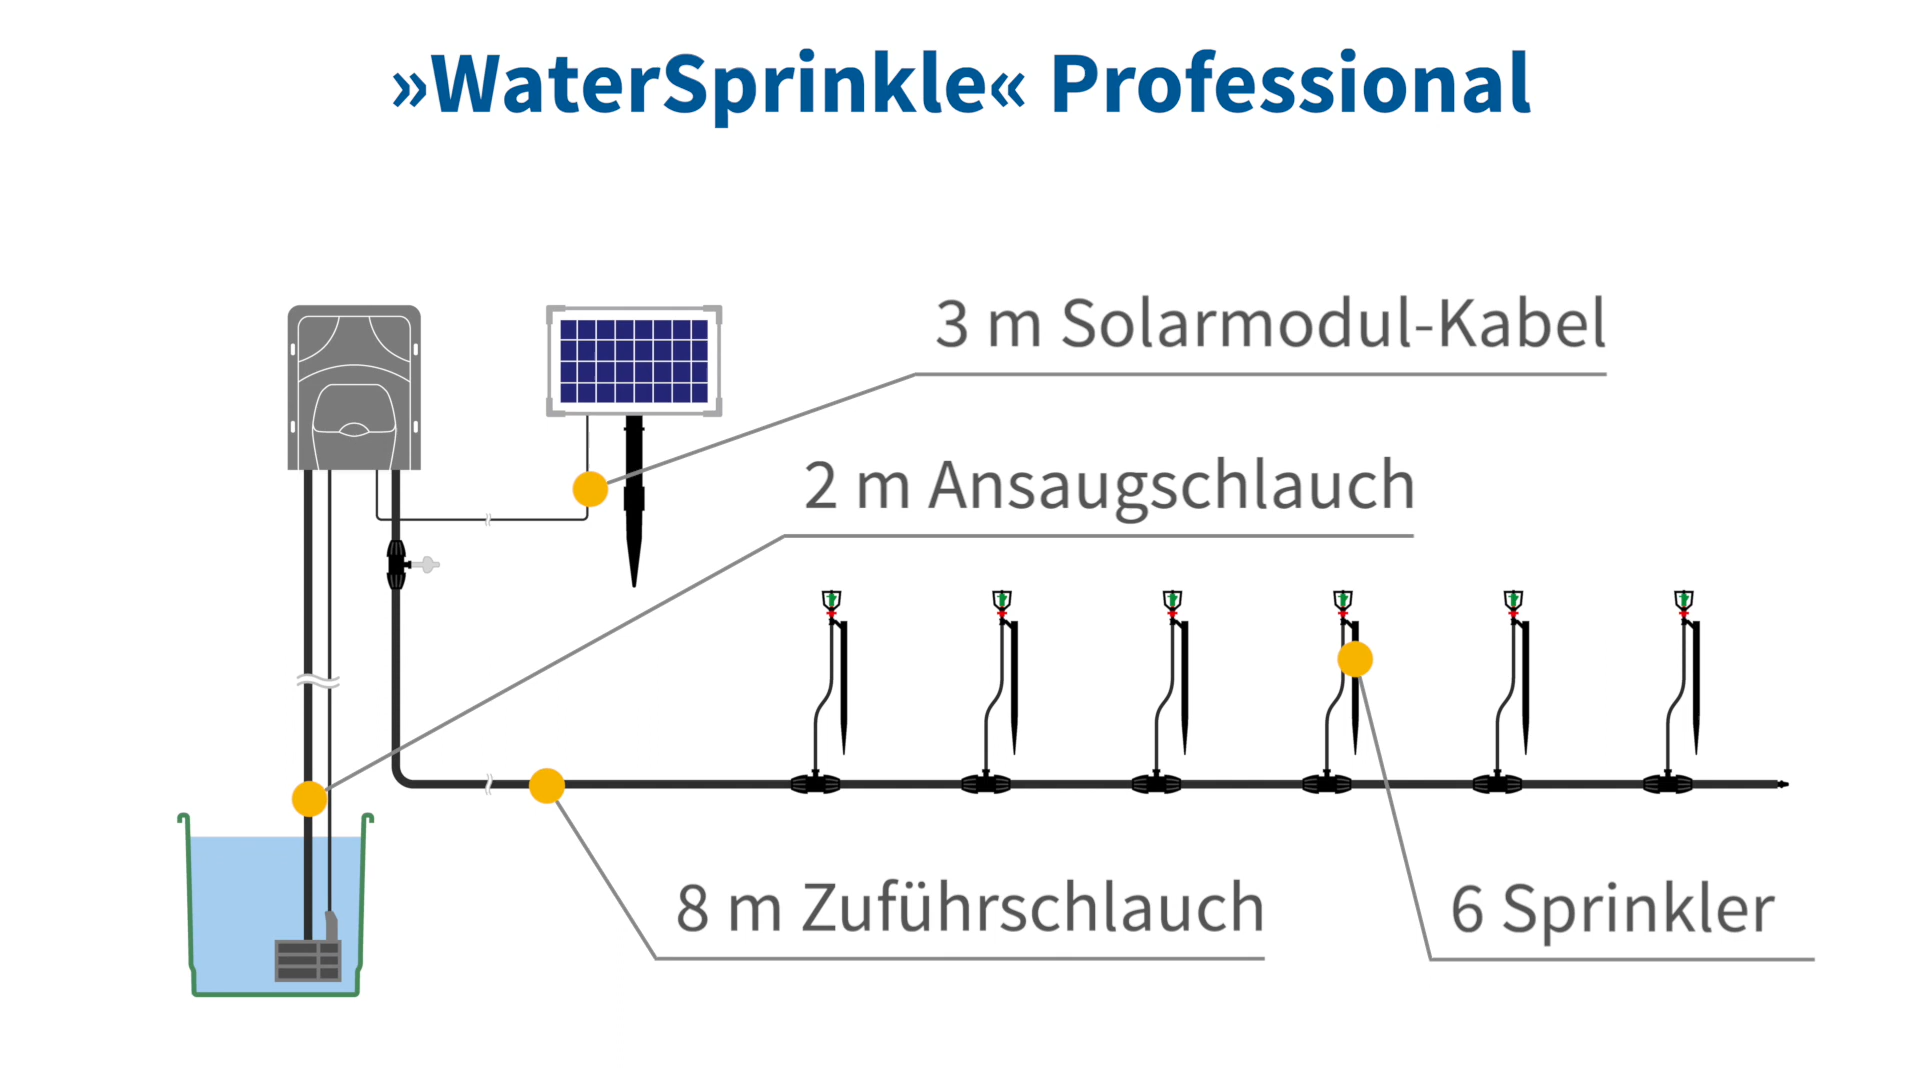 »WaterSprinkle« Professional
3 m Solarmodul-Kabel
2 m Ansaugschlauch
8 m Zuführschlauch
6 Sprinkler